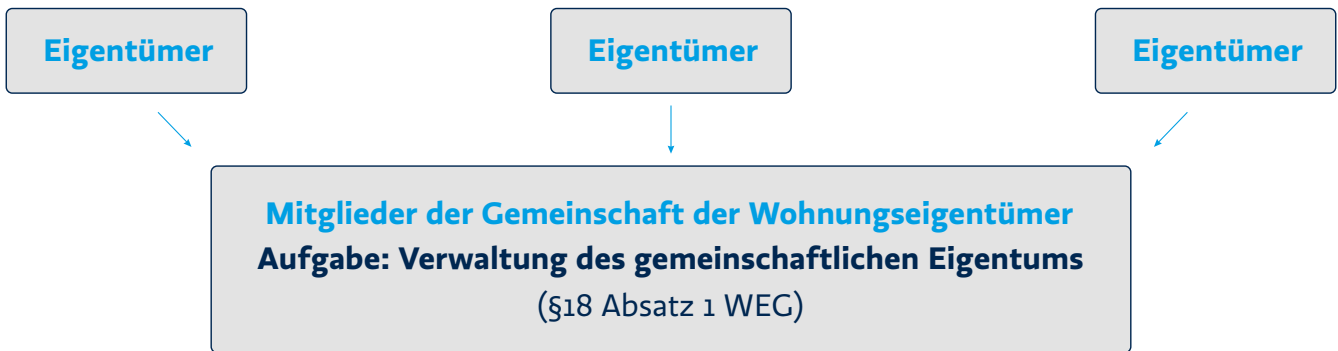 Eigentümer
Eigentümer
Eigentümer
Mitglieder der Gemeinschaft der Wohnungseigentümer
Aufgabe: Verwaltung des gemeinschaftlichen Eigentums
(§18 Absatz 1 WEG)